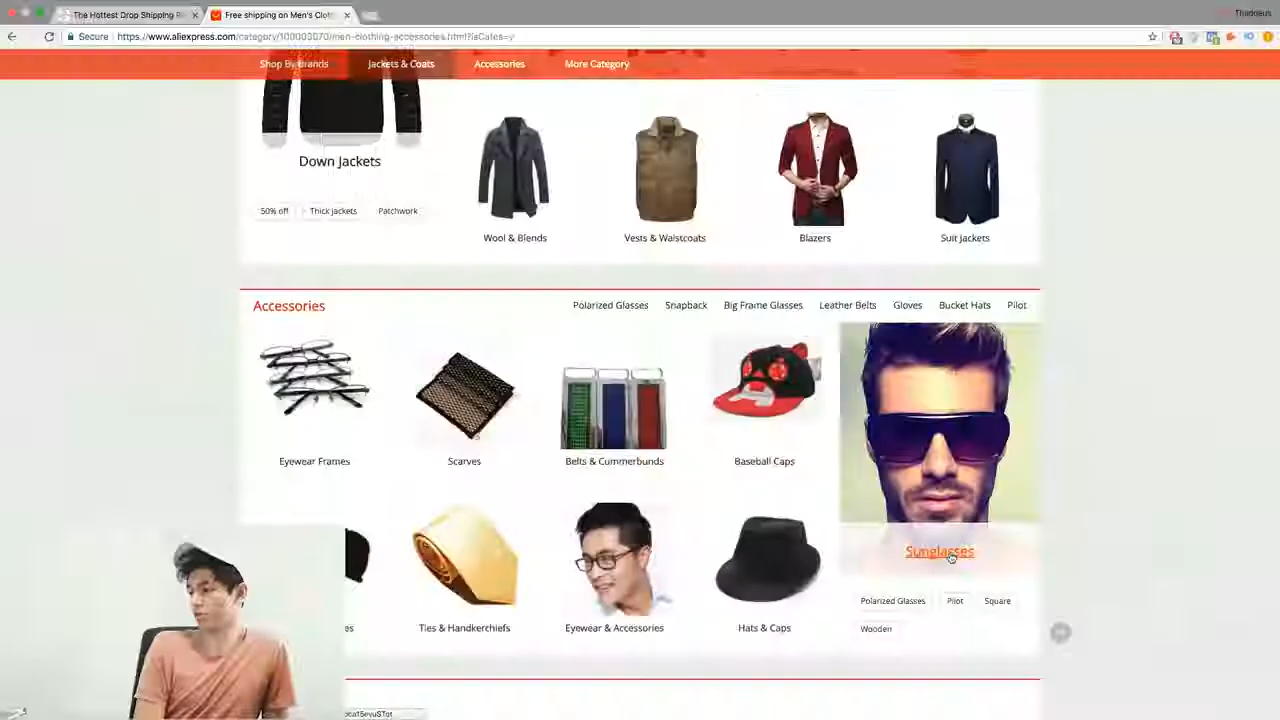 The Hottest Drop Shipping
Free shipping on Men's Cloth
Thaddeus
Secure
https://www.aliexpress.com/category/100003070/men-clothing-accessories.html?isCates=y
Shop By Brands
Jackets & Coats
Accessories
More Category
Down Jackets
50% off
Thick jackets
Patchwork
Wool & Blends
Vests & Waistcoats
Blazers
Suit Jackets
Accessories
Polarized Glasses
Snapback
Big Frame Glasses
Leather Belts
Gloves
Bucket Hats
Pilot
Eyewear Frames
Scarves
Belts & Cummerbunds
Baseball Caps
Sunglasses
Polarized Glasses
Pilot
Square
Wooden
Ties & Handkerchiefs
Eyewear & Accessories
Hats & Caps